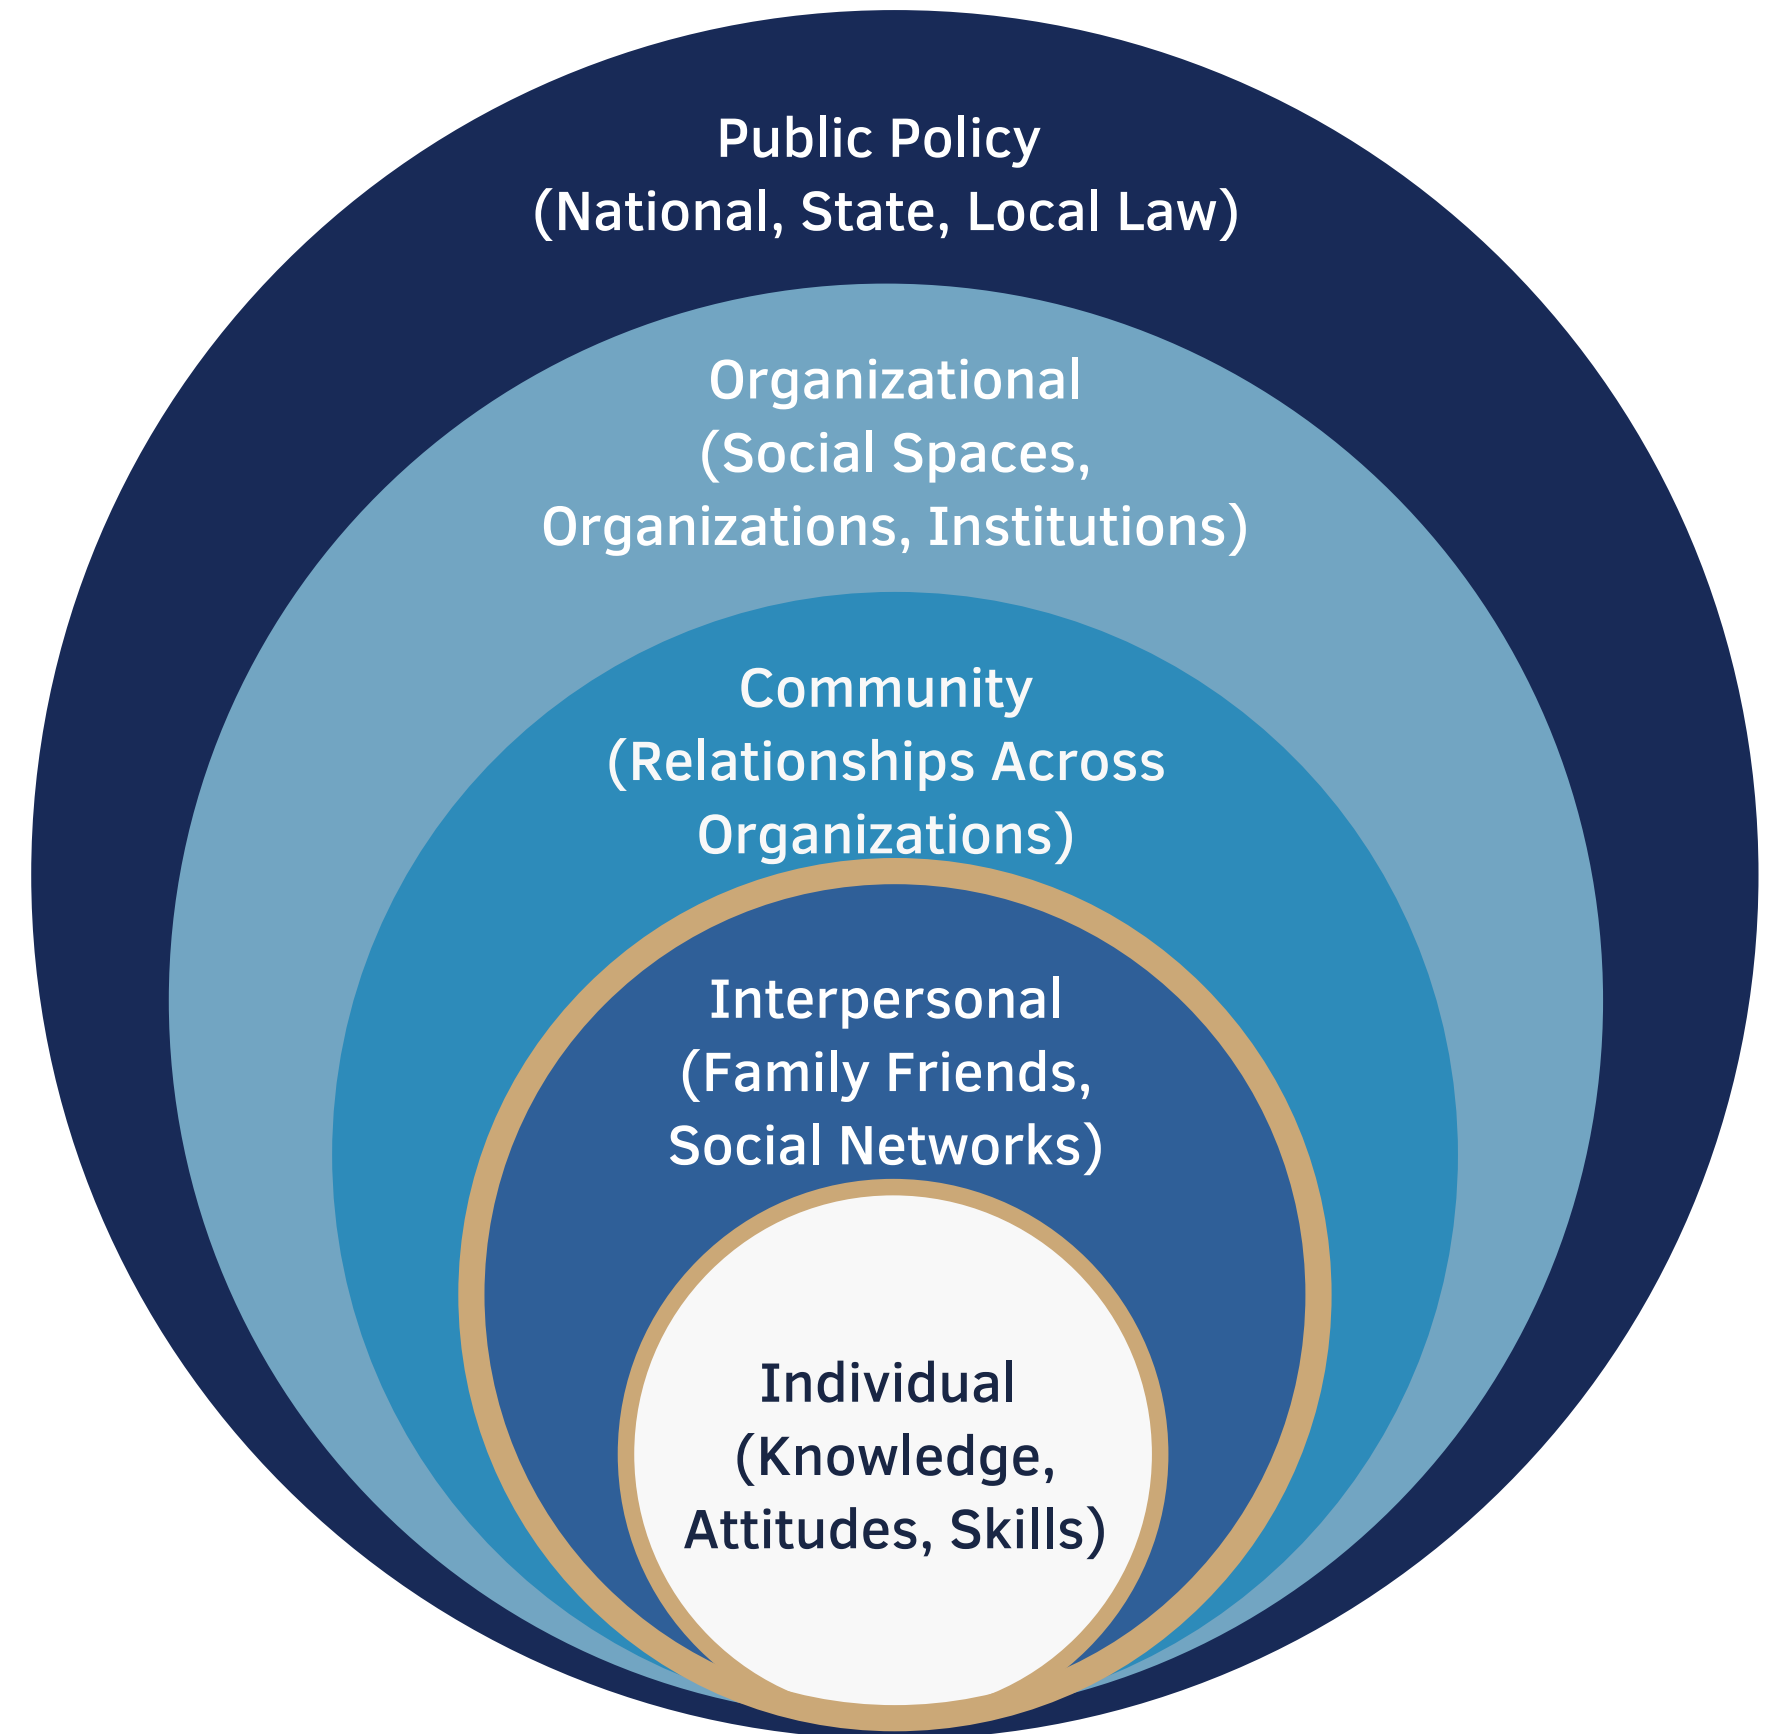 Public Policy
(National, State, Local Law)
Organizational
(Social Spaces,
Organizations, Institutions)
Community
(Relationships Across
Organizations)
Interpersonal
(Family Friends,
Social Networks)
Individual
(Knowledge,
Attitudes, Skills)